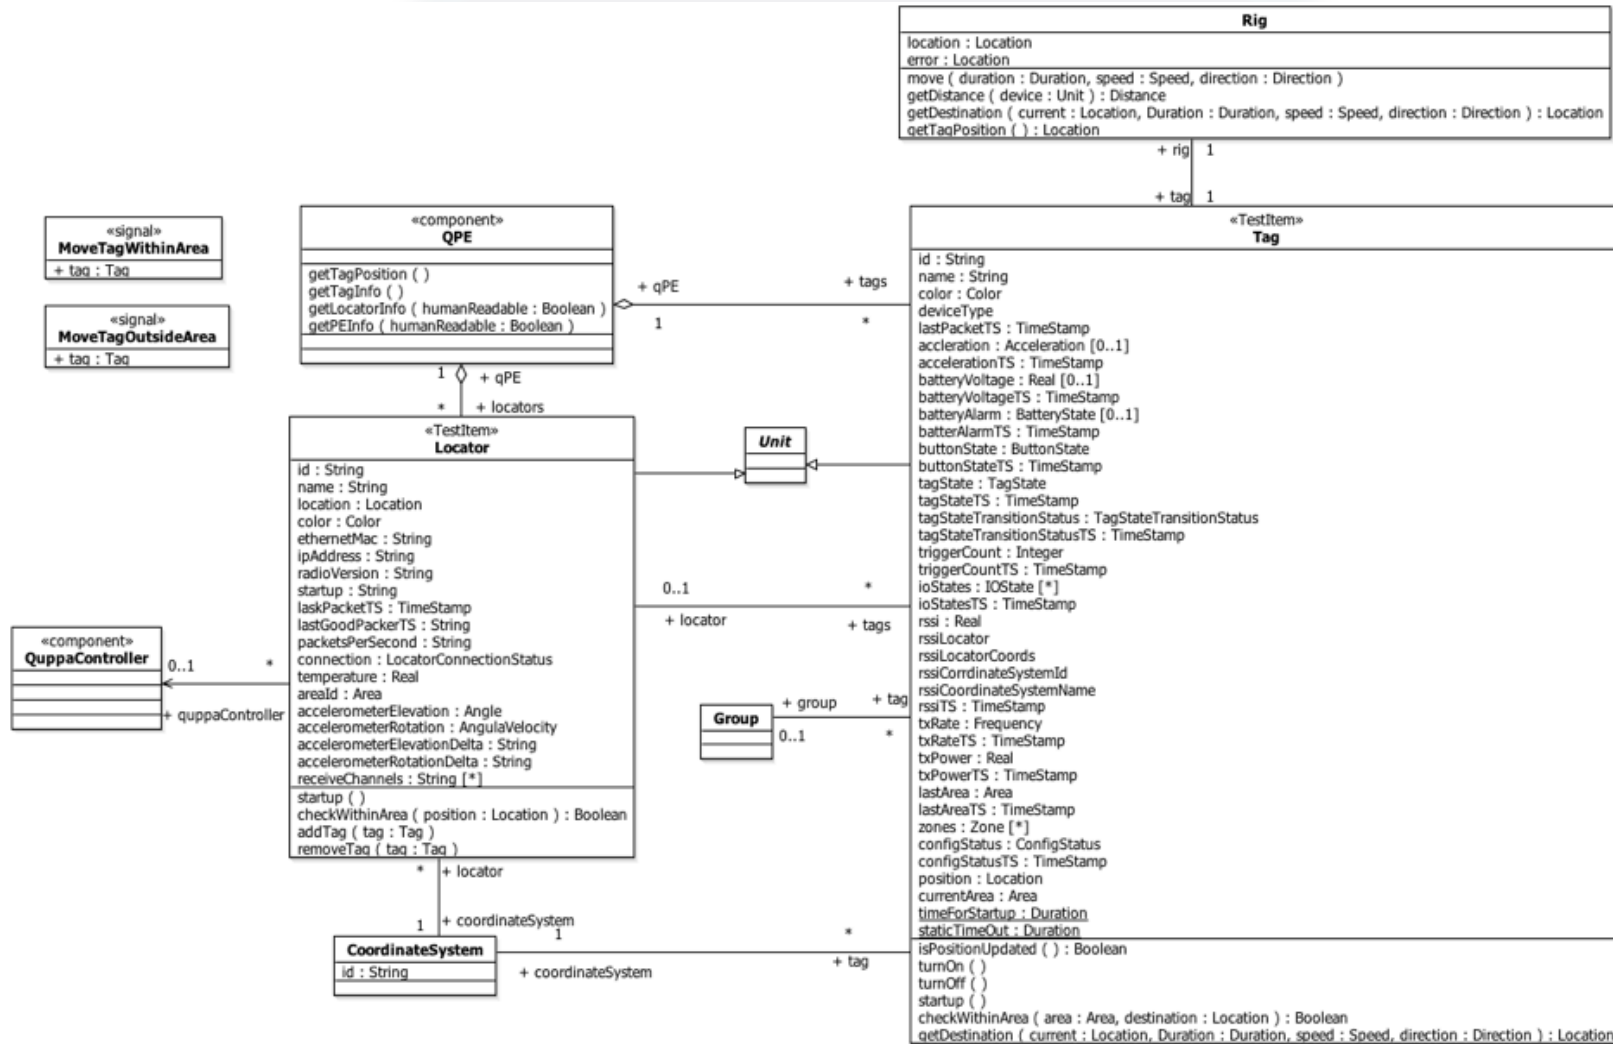 Rig
location : Location
error : Location
move ( duration : Duration, speed : Speed, direction : Direction )
getDistance ( device : Unit ) : Distance
getDestination ( current : Location, Duration : Duration, speed : Speed, direction : Direction ) : Location
getTagPosition ( ) : Location
+ rig 1
+ tag 1
«signal»
MoveTagWithinArea
+ tag : Tag
«signal»
MoveTagOutsideArea
+ tag : Tag
«component»
QPE
getTagPosition ( )
getTagInfo ( )
getLocatorInfo ( humanReadable : Boolean )
getPEInfo ( humanReadable : Boolean )
+ qPE
1
+ tags
*
1 + qPE
* + locators
«TestItem»
Locator
id : String
name : String
location : Location
color : Color
ethernetMac : String
ipAddress : String
radioVersion : String
startup : String
laskPacketTS : TimeStamp
lastGoodPackerTS : String
packetsPerSecond : String
connection : LocatorConnectionStatus
temperature : Real
areaId : Area
accelerometerElevation : Angle
accelerometerRotation : AngulaVelocity
accelerometerElevationDelta : String
accelerometerRotationDelta : String
receiveChannels : String [*]
startup ( )
checkWithinArea ( position : Location ) : Boolean
addTag ( tag : Tag )
removeTag ( tag : Tag )
Unit
0..1 *
+ locator + tags
«component»
QuppaController
0..1 *
+ quppaController
Group
+ group + tag
0..1 *
* + locator
1 + coordinateSystem
CoordinateSystem
id : String
1 *
+ coordinateSystem + tag
«TestItem»
Tag
id : String
name : String
color : Color
deviceType
lastPacketTS : TimeStamp
accleration : Acceleration [0..1]
accelerationTS : TimeStamp
batteryVoltage : Real [0..1]
batteryVoltageTS : TimeStamp
batteryAlarm : BatteryState [0..1]
batterAlarmTS : TimeStamp
buttonState : ButtonState
buttonStateTS : TimeStamp
tagState : TagState
tagStateTS : TimeStamp
tagStateTransitionStatus : TagStateTransitionStatus
tagStateTransitionStatusTS : TimeStamp
triggerCount : Integer
triggerCountTS : TimeStamp
ioStates : IOState [*]
ioStatesTS : TimeStamp
rssi : Real
rssiLocator
rssiLocatorCoords
rssiCorrdinateSystemId
rssiCoordinateSystemName
rssiTS : TimeStamp
txRate : Frequency
txRateTS : TimeStamp
txPower : Real
txPowerTS : TimeStamp
lastArea : Area
lastAreaTS : TimeStamp
zones : Zone [*]
configStatus : ConfigStatus
configStatusTS : TimeStamp
position : Location
currentArea : Area
timeForStartup : Duration
staticTimeOut : Duration
isPositionUpdated ( ) : Boolean
turnOn ( )
turnOff ( )
startup ( )
checkWithinArea ( area : Area, destination : Location ) : Boolean
getDestination ( current : Location, Duration : Duration, speed : Speed, direction : Direction ) : Location